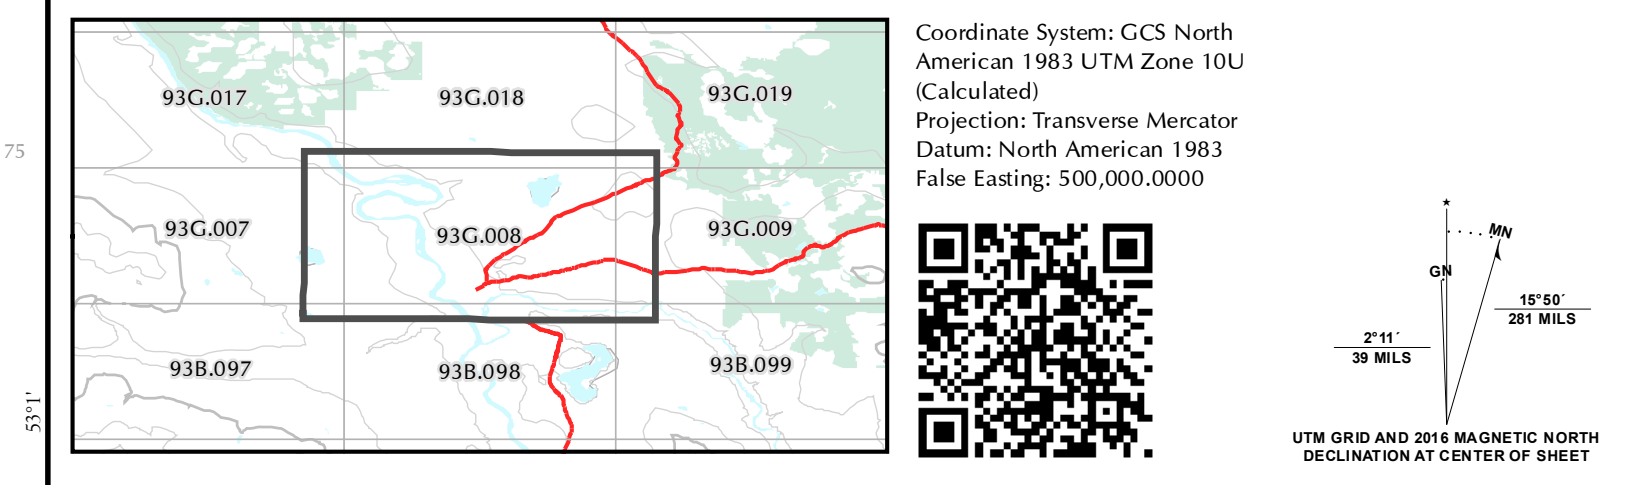 75
53°1'
93G.017
93G.018
93G.019
93G.007
93G.008
93G.009
93B.097
93B.098
93B.099
Coordinate System: GCS North
American 1983 UTM Zone 10U
(Calculated)
Projection: Transverse Mercator
Datum: North American 1983
False Easting: 500,000.0000
MN
GN
15°50´
281 MILS
2°11´
39 MILS
UTM GRID AND 2016 MAGNETIC NORTH
DECLINATION AT CENTER OF SHEET